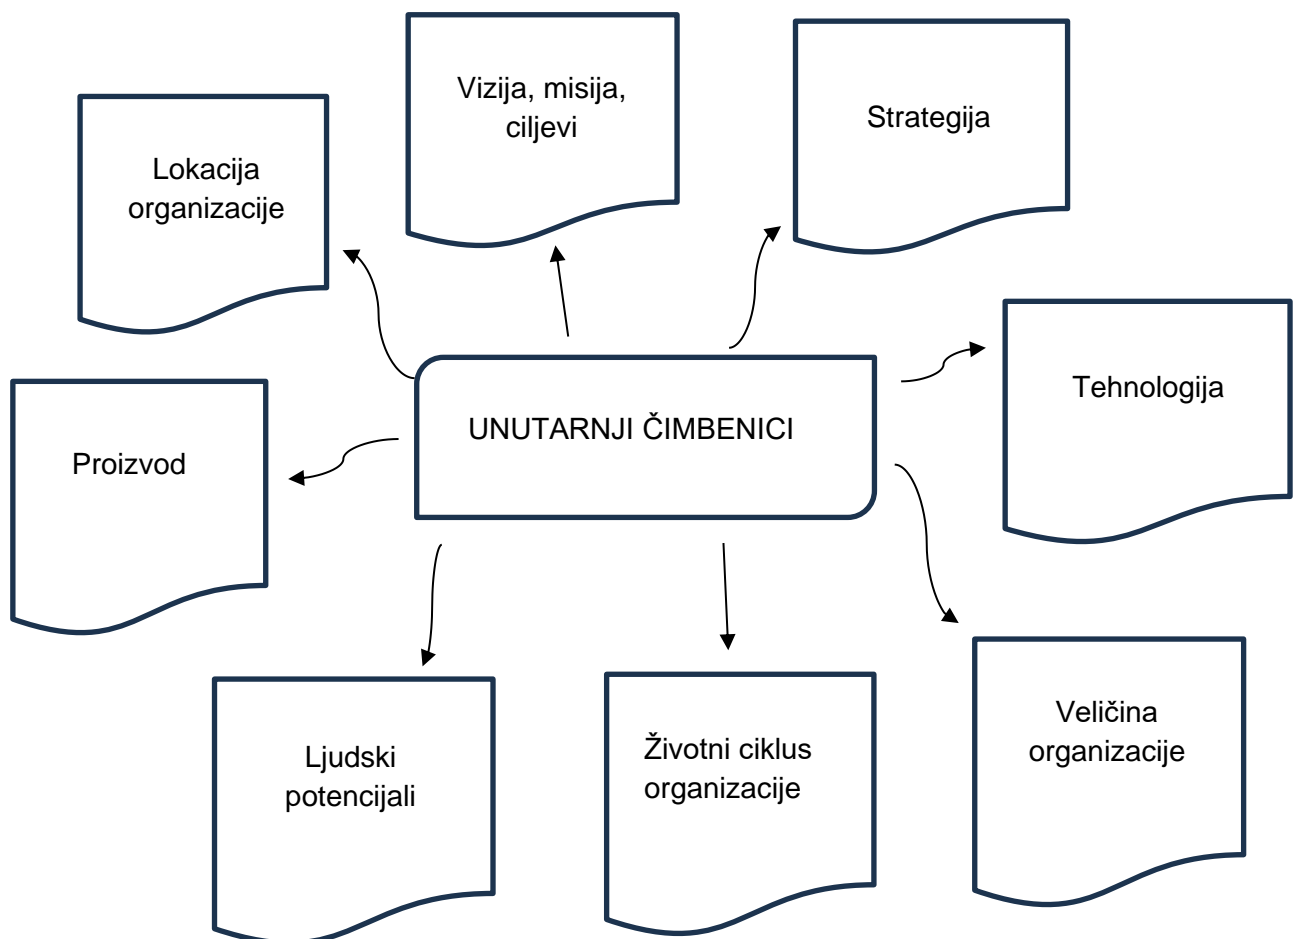 Vizija, misija,
ciljevi
Strategija
Lokacija
organizacije
Tehnologija
UNUTARNJI ČIMBENICI
Proizvod
Veličina
organizacije
Ljudski
potencijali
Životni ciklus
organizacije